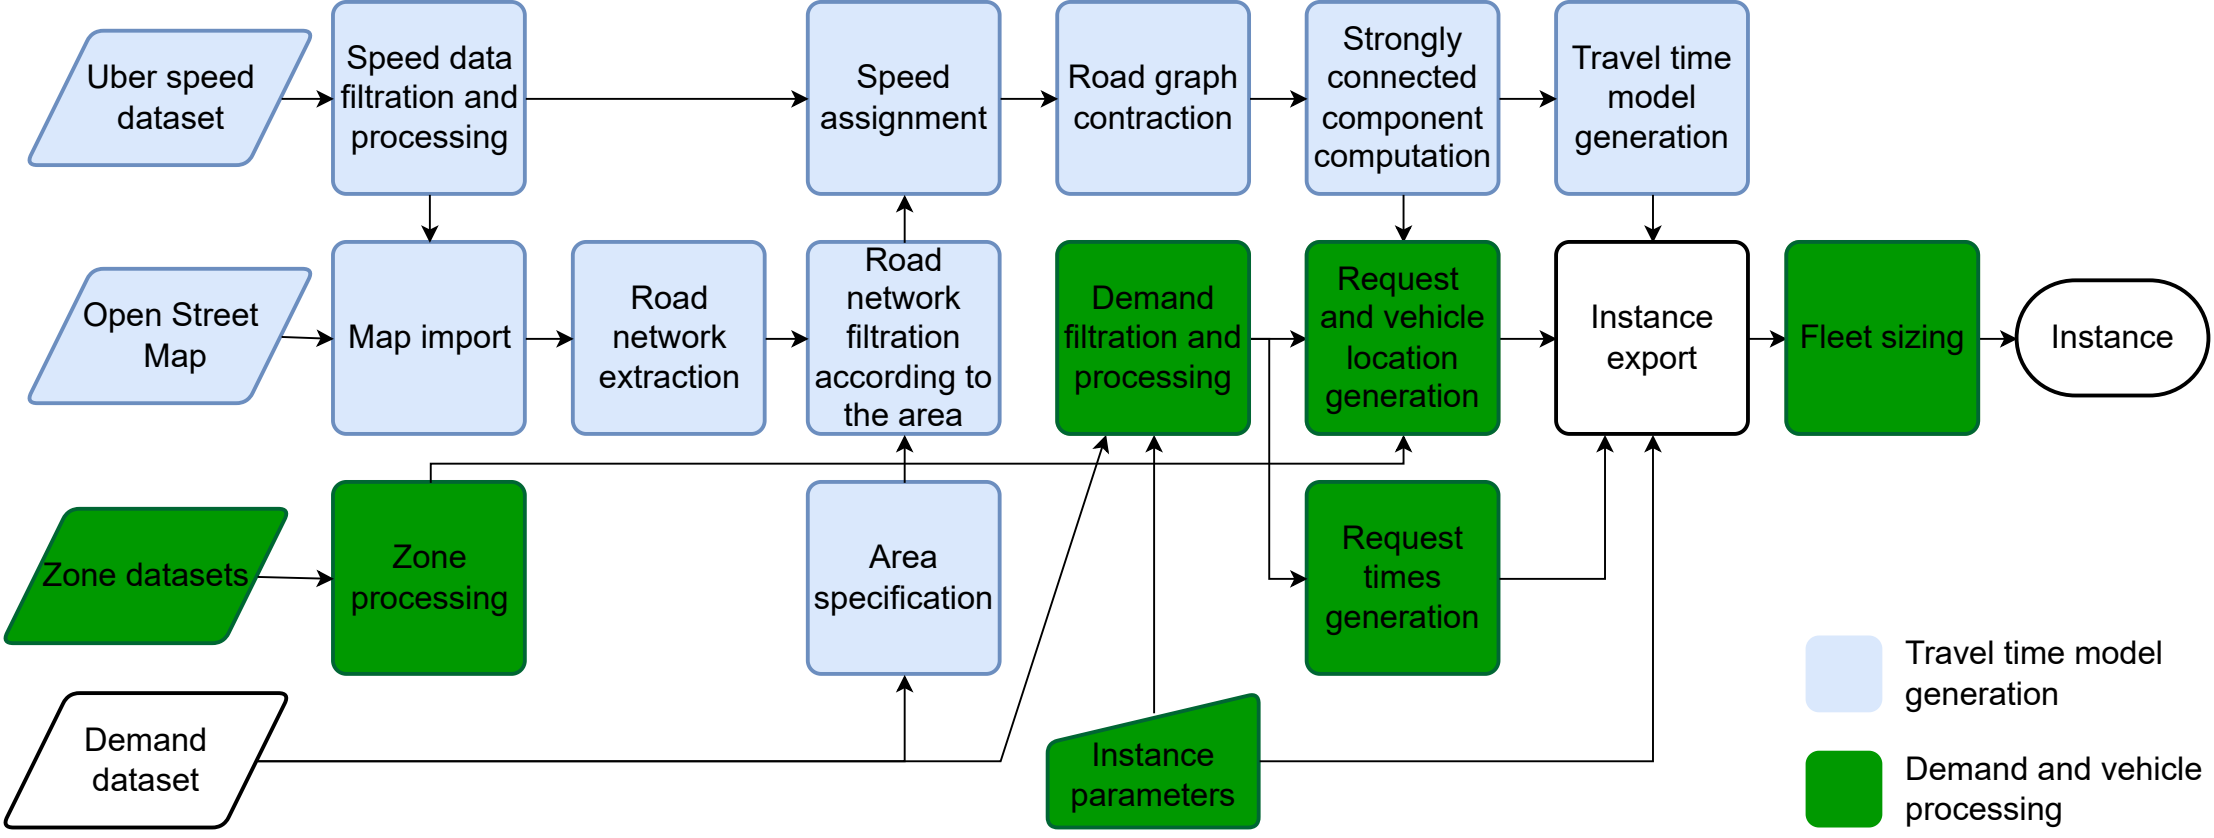 Uber speed
dataset
Speed data
filtration and
processing
Speed
assignment
Road graph
contraction
Strongly
connected
component
computation
Travel time
model
generation
Open Street
Map
Map import
Road
network
extraction
Road
network
filtration
according to
the area
Demand
filtration and
processing
Request
and vehicle
location
generation
Instance
export
Fleet sizing
Instance
Zone datasets
Zone
processing
Area
specification
Request
times
generation
Demand
dataset
Instance
parameters
Travel time model
generation
Demand and vehicle
processing